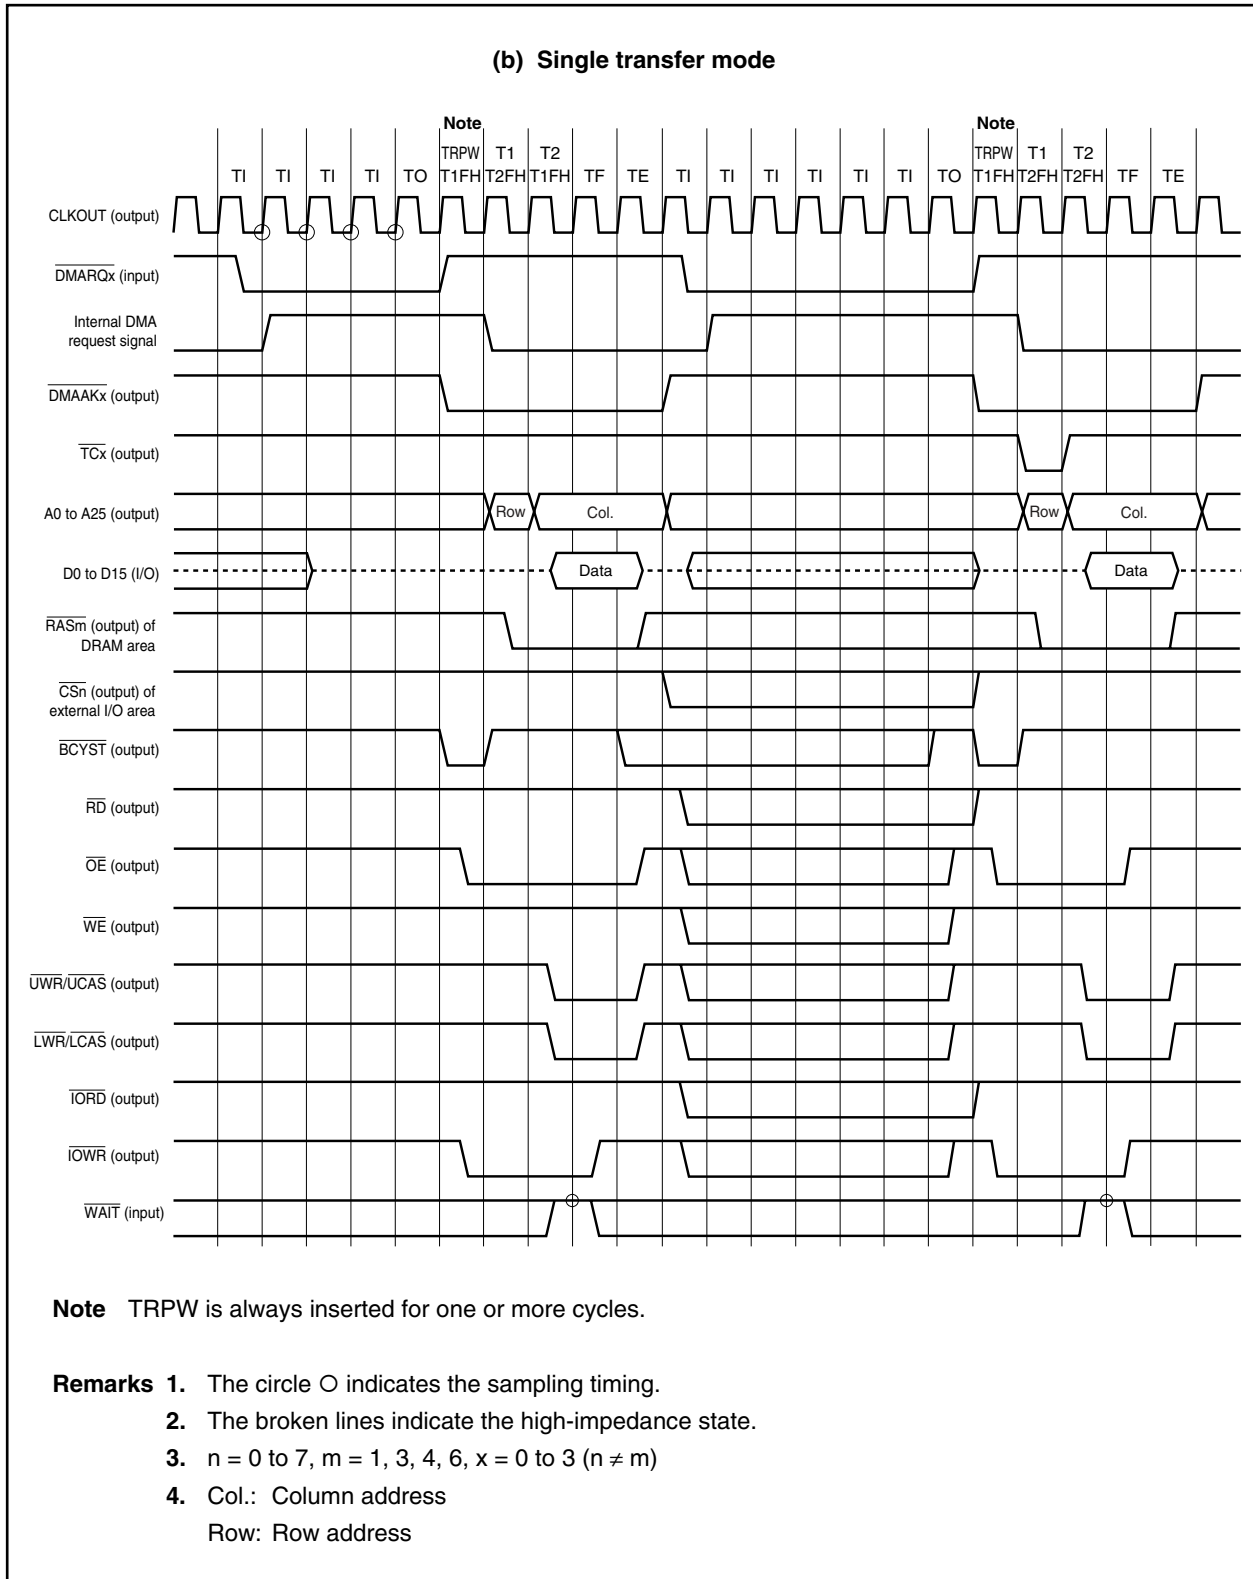 (b) Single transfer mode
Note Note
TRPW T1 T2 TRPW T1 T2
TI TI TI TI TO T1FH T2FH T1FH TF TE TI TI TI TI TI TI TO T1FH T2FH T2FH TF TE
CLKOUT (output)
DMARQx (input)
Internal DMA
request signal
DMAAKx (output)
TCx (output)
A0 to A25 (output) Row Col. Row Col.
D0 to D15 (I/O) Data Data
RASm (output) of
DRAM area
CSn (output) of
external I/O area
BCYST (output)
RD (output)
OE (output)
WE (output)
UWR/UCAS (output)
LWR/LCAS (output)
IORD (output)
IOWR (output)
WAIT (input)
Note TRPW is always inserted for one or more cycles.
Remarks 1. The circle O indicates the sampling timing.
2. The broken lines indicate the high-impedance state.
3. n = 0 to 7, m = 1, 3, 4, 6, x = 0 to 3 (n ≠ m)
4. Col.: Column address
Row: Row address